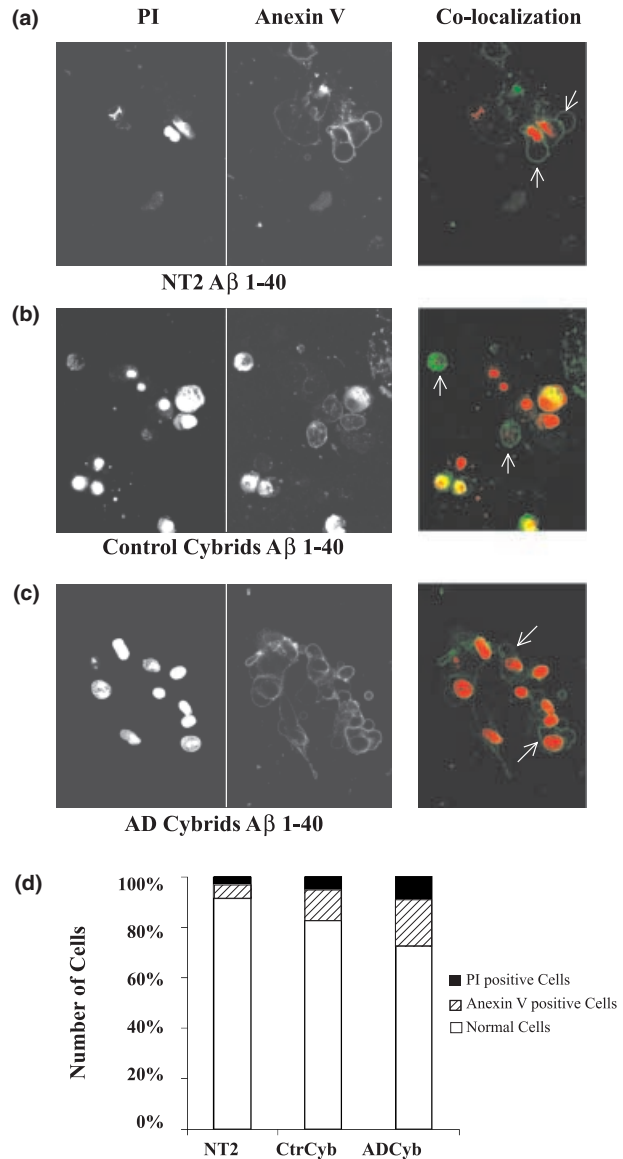 (a)
PI Anexin V Co-localization
NT2 Aβ 1-40
(b)
Control Cybrids Aβ 1-40
(c)
AD Cybrids Aβ 1-40
(d)
Number of Cells
100%
80%
60%
40%
20%
0%
NT2 CtrCyb ADCyb
PI positive Cells
Anexin V positive Cells
Normal Cells